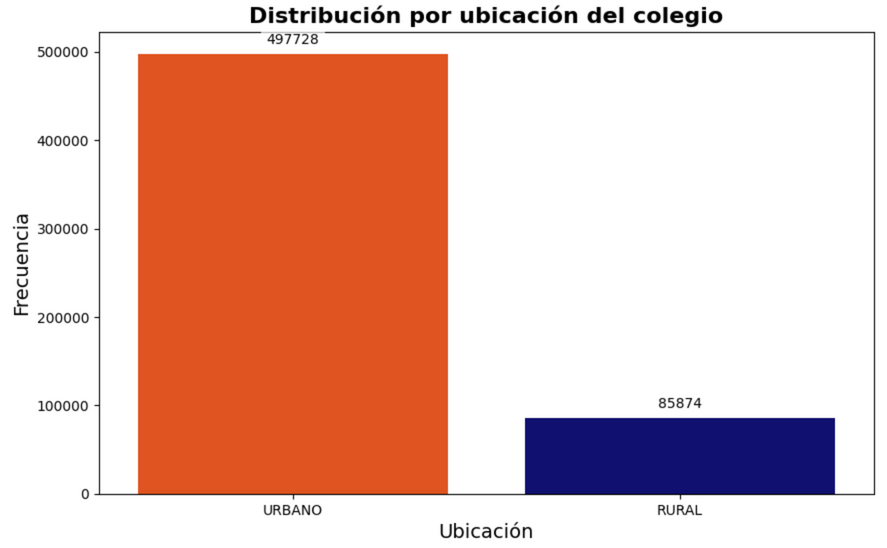 Distribución por ubicación del colegio
497728
500000
400000
300000
200000
100000
0
Frecuencia
85874
URBANO
RURAL
Ubicación